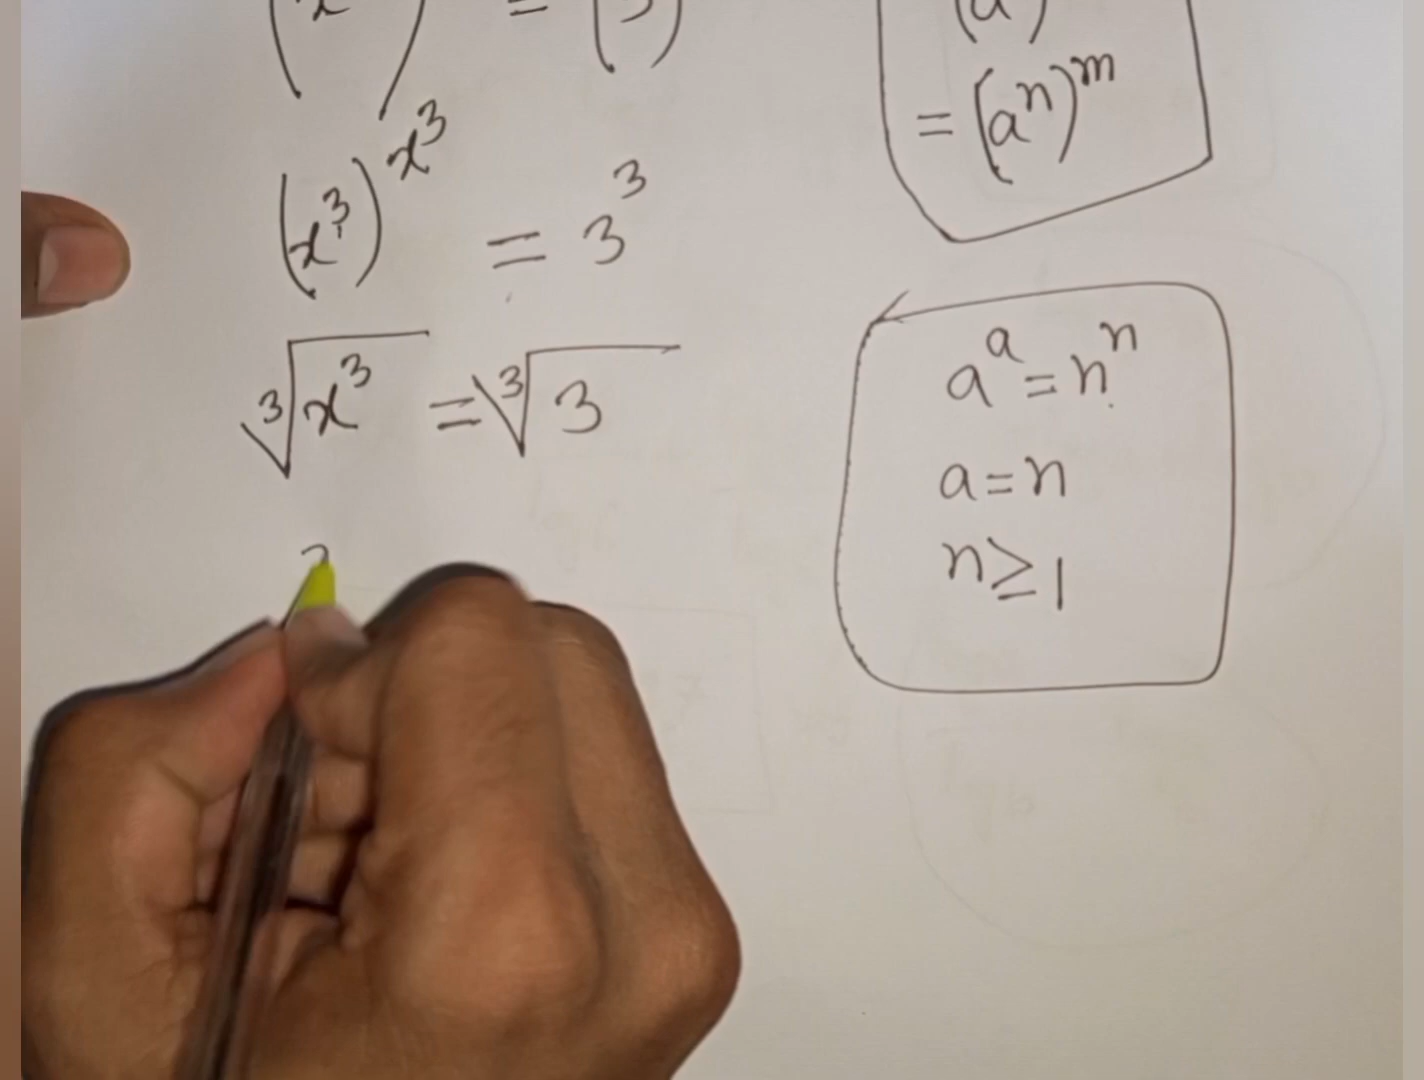 (x³)^x³ = 3³
∛x³ = ∛3
= (aⁿ)ᵐ
aᵃ = nⁿ
a = n
n ≥ 1